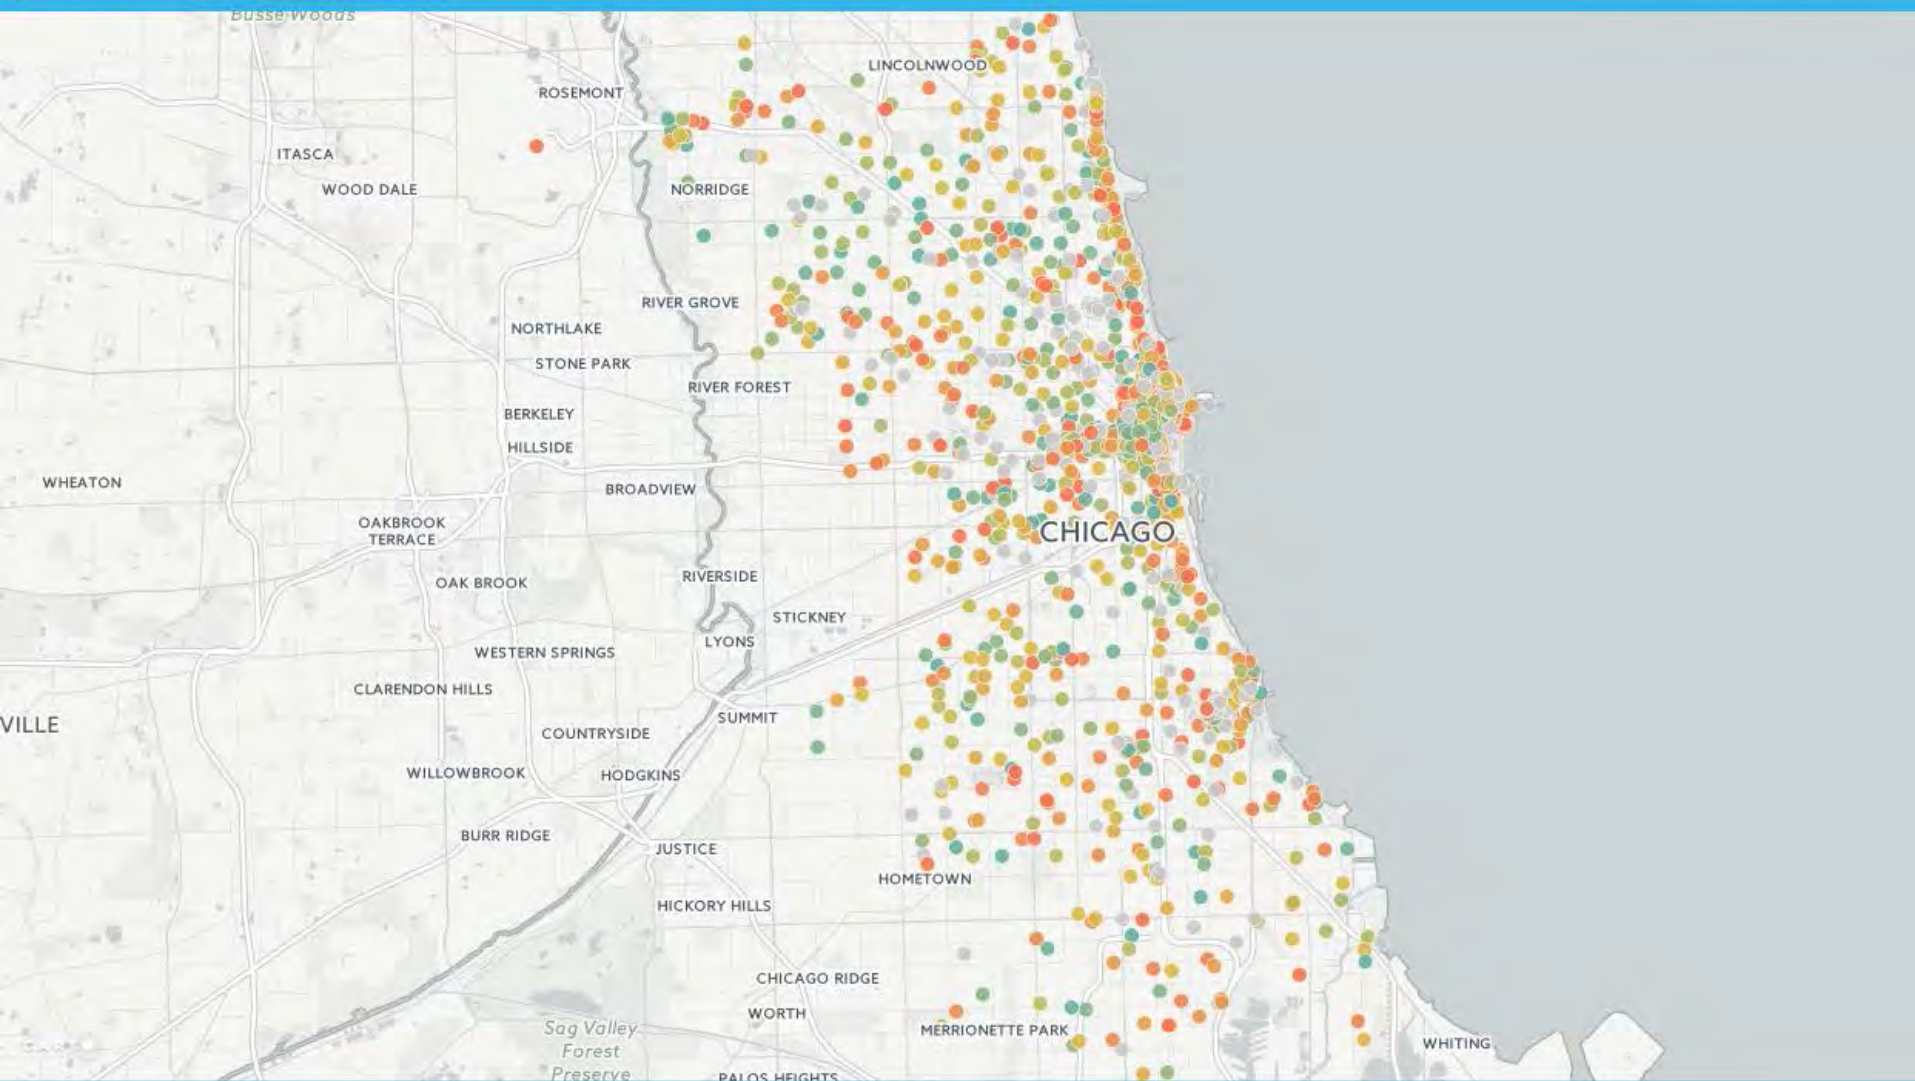 Busse Woods
LINCOLNWOOD
ROSEMONT
ITASCA
WOOD DALE
NORRIDGE
RIVER GROVE
NORTHLAKE
STONE PARK
RIVER FOREST
BERKELEY
HILLSIDE
WHEATON
BROADVIEW
OAKBROOK
TERRACE
CHICAGO
RIVERSIDE
OAK BROOK
STICKNEY
LYONS
WESTERN SPRINGS
CLARENDON HILLS
SUMMIT
VILLE
COUNTRYSIDE
WILLOWBROOK
HODGKINS
BURR RIDGE
JUSTICE
HOMETOWN
HICKORY HILLS
CHICAGO RIDGE
WORTH
Sag Valley
Forest
Preserve
MERRIONETTE PARK
WHITING
PALOS HEIGHTS